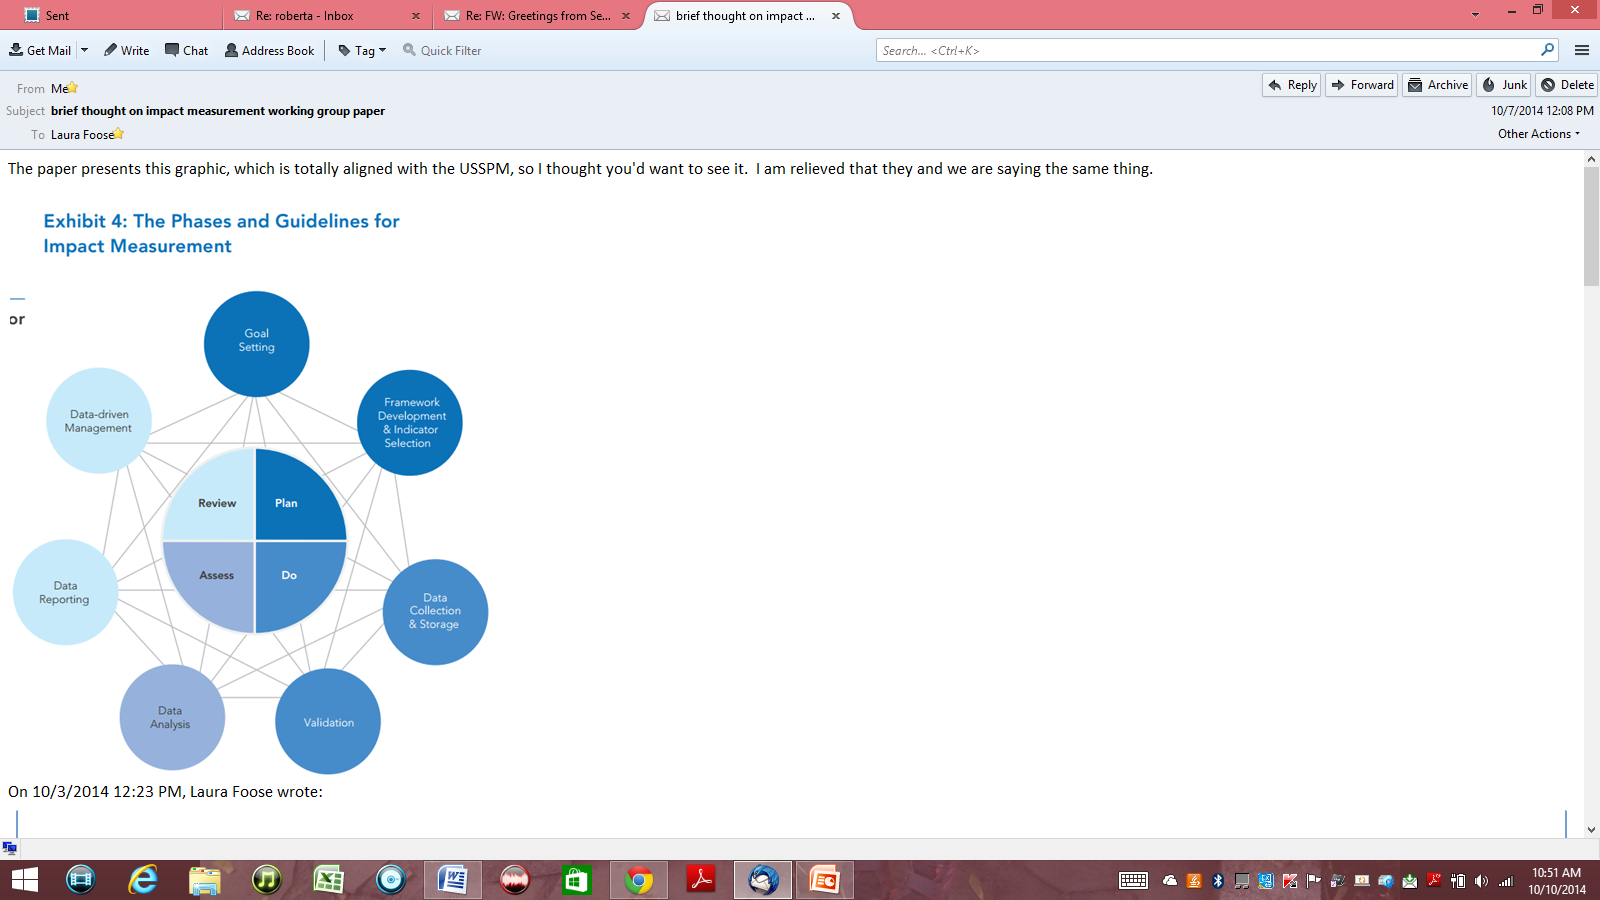 Sent
Re: roberta - Inbox
Re: FW: Greetings from Se...
brief thought on impact ...
Get Mail
Write
Chat
Address Book
Tag
Quick Filter
Search... <Ctrl+K>
From Me
Reply
Forward
Archive
Junk
Delete
Subject brief thought on impact measurement working group paper
10/7/2014 12:08 PM
To Laura Foose
Other Actions
The paper presents this graphic, which is totally aligned with the USSPM, so I thought you'd want to see it.  I am relieved that they and we are saying the same thing.
Exhibit 4: The Phases and Guidelines for
Impact Measurement
or
Goal
Setting
Framework
Development
& Indicator
Selection
Data-driven
Management
Review
Plan
Assess
Do
Data
Reporting
Data
Collection
& Storage
Data
Analysis
Validation
On 10/3/2014 12:23 PM, Laura Foose wrote:
10:51 AM
10/10/2014